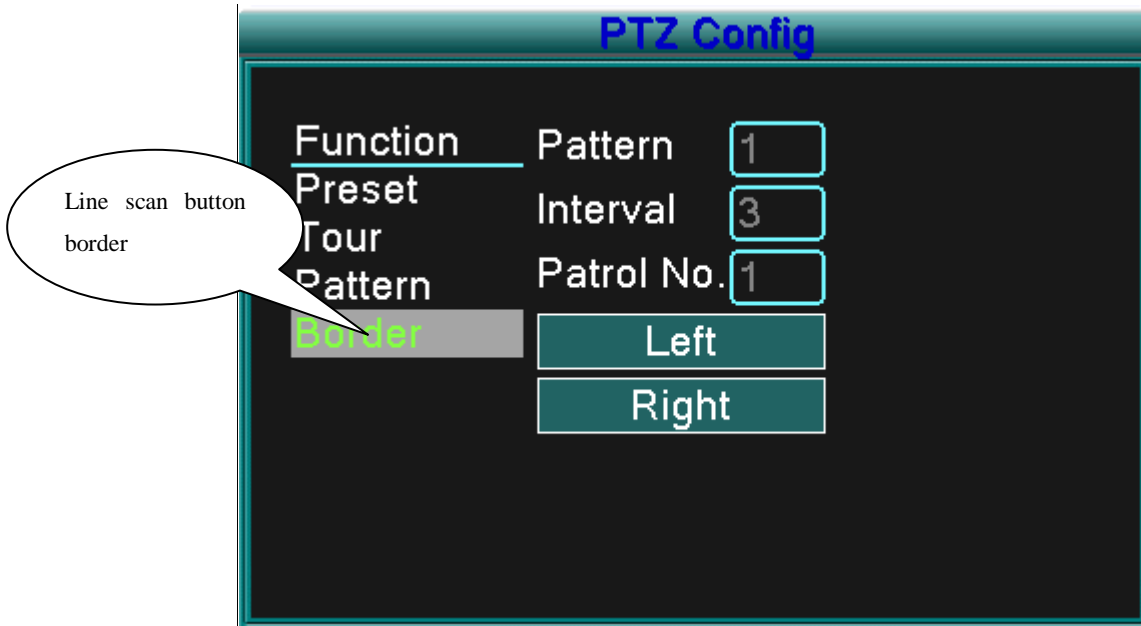 PTZ Config
Line scan button
border
Function
Preset
Tour
Pattern
Border
Pattern 1
Interval 3
Patrol No. 1
Left
Right